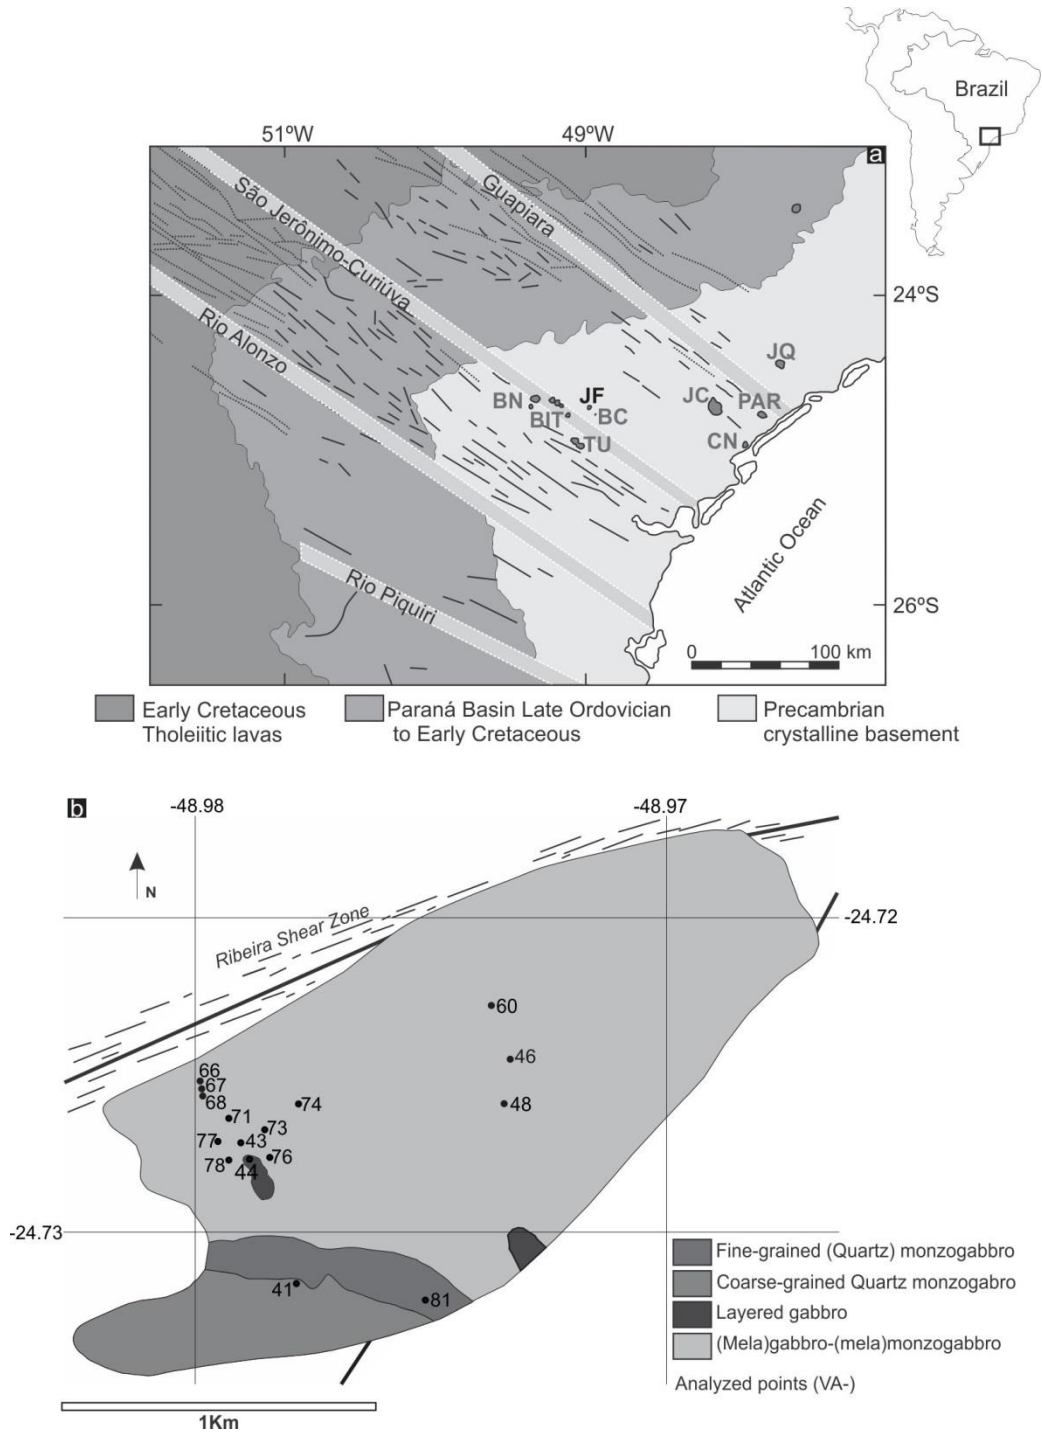 Brazil
51ºW
49ºW
a
São Jerônimo-Curiúva
Guapiara
Rio Alonzo
24ºS
JQ
BN
JF
JC
PAR
BIT
BC
TU
CN
Atlantic Ocean
Rio Piquiri
26ºS
0
100 km
Early Cretaceous
Tholeiitic lavas
Paraná Basin Late Ordovician
to Early Cretaceous
Precambrian
crystalline basement
b
-48.98
-48.97
N
Ribeira Shear Zone
-24.72
60
46
66
67
68
74
48
71
73
77
43
78
44
76
-24.73
41
81
Fine-grained (Quartz) monzogabbro
Coarse-grained Quartz monzogabro
Layered gabbro
(Mela)gabbro-(mela)monzogabbro
Analyzed points (VA-)
1Km